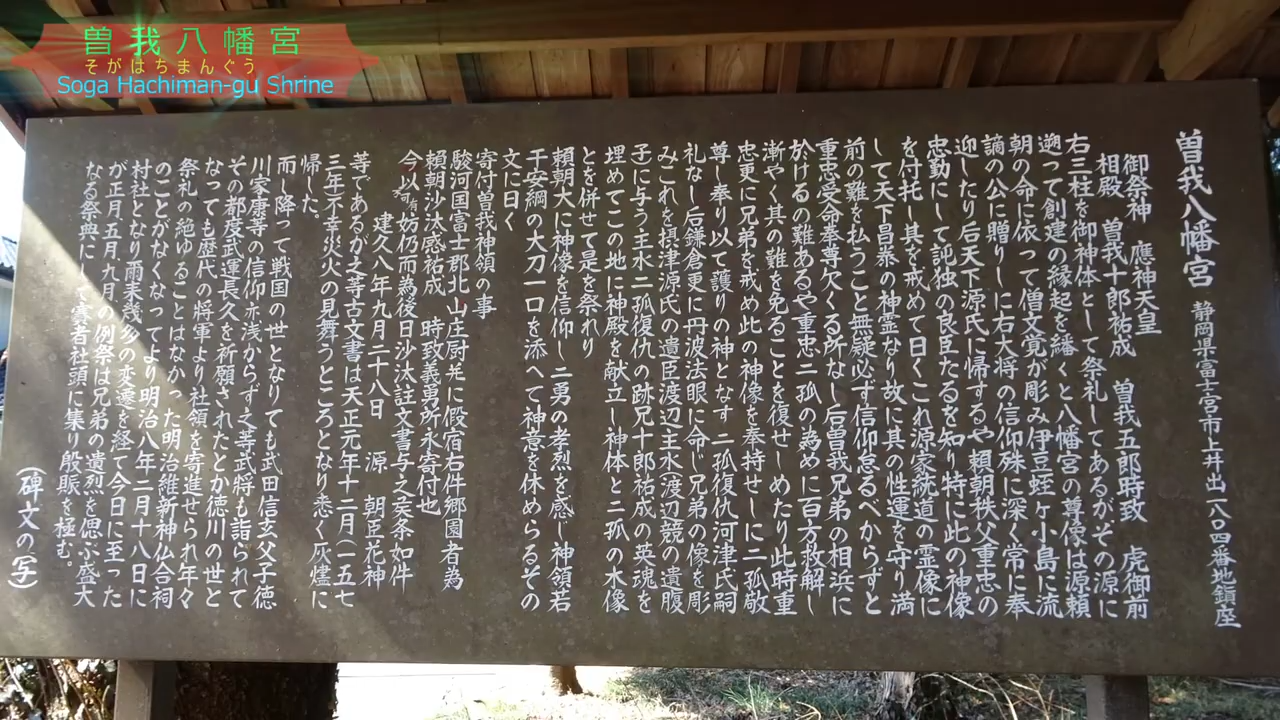 曽我八幡宮
そがはちまんぐう
Soga Hachiman-gu Shrine
曽我八幡宮 静岡県富士宮市上井出一八〇四番地鎮座
御祭神 應神天皇
相殿 曽我十郎祐成 曽我五郎時致 虎御前
右三柱を御神体として祭礼してあるがその源に
遡って創建の縁起を繙くと八幡宮の尊像は源頼
朝の命に依って僧文覚が彫み伊豆蛭ヶ小島に流
謫の公に贈りしに右大将の信仰殊に深く常に奉
迎したり后天下源氏に帰するや頼朝秩父重忠の
忠勤にして純独の良臣たるを知り特に此の神像
を付托し其を戒めて曰くこれ源家統道の霊像に
して天下昌泰の神霊なり故に其の性運を守り満
前の難を払うこと無疑必ず信仰怠るべからずと
重忠受命奉尊欠くる所なし后曽我兄弟の相浜に
於けるの難あるや重忠二孤の為めに百方救解し
漸やく其の難を免ることを復せしめたり此時重
忠更に兄弟を戒め此の神像を奉持せしに二孤敬
尊し奉り以て護りの神となす二孤復仇河津氏嗣
礼なし后鎌倉更に丹波法眼に命じ兄弟の像を彫
みこれを摂津源氏の遺臣渡辺主水渡辺競の遺腹
子に与う主水二孤復仇の跡兄十郎祐成の英魂を
埋めてこの地に神殿を献立し神体と二孤の木像
とを併せて是を祭れり
頼朝大に神像を信仰し二勇の孝烈を感じ神領若
干安綱の大刀一口を添へて神意を休めらるその
文に曰く
寄付曽我神領の事
駿河国富士郡北山庄厨并に假宿右件郷園者為
頼朝沙汰感祐成 時致義勇所永寄付也
今以 妨仍而為後日沙汰註文書与之矣条如件
建久八年九月二十八日 源 朝臣花神
等であるが之等古文書は天正元年十二月(一五七
三年不幸災火の見舞うところとなり悉く灰燼に
帰した。
而し降って戦国の世となりても武田信玄父子徳
川家康等の信仰亦浅からず之等武将も詣られて
その都度武運長久を祈願されたとか徳川の世と
なっても歴代の将軍より社領を寄進せられ年々
祭礼の絶ゆることはなかった明治維新神仏合祠
のことがなくなってより明治八年二月十八日に
村社となり爾来幾多の変遷を経て今日に至った
が正月五月九月の例祭は兄弟の遺烈を偲ぶ盛大
なる祭典にして賽者社頭に集り殷賑を極む。
(碑文の写)